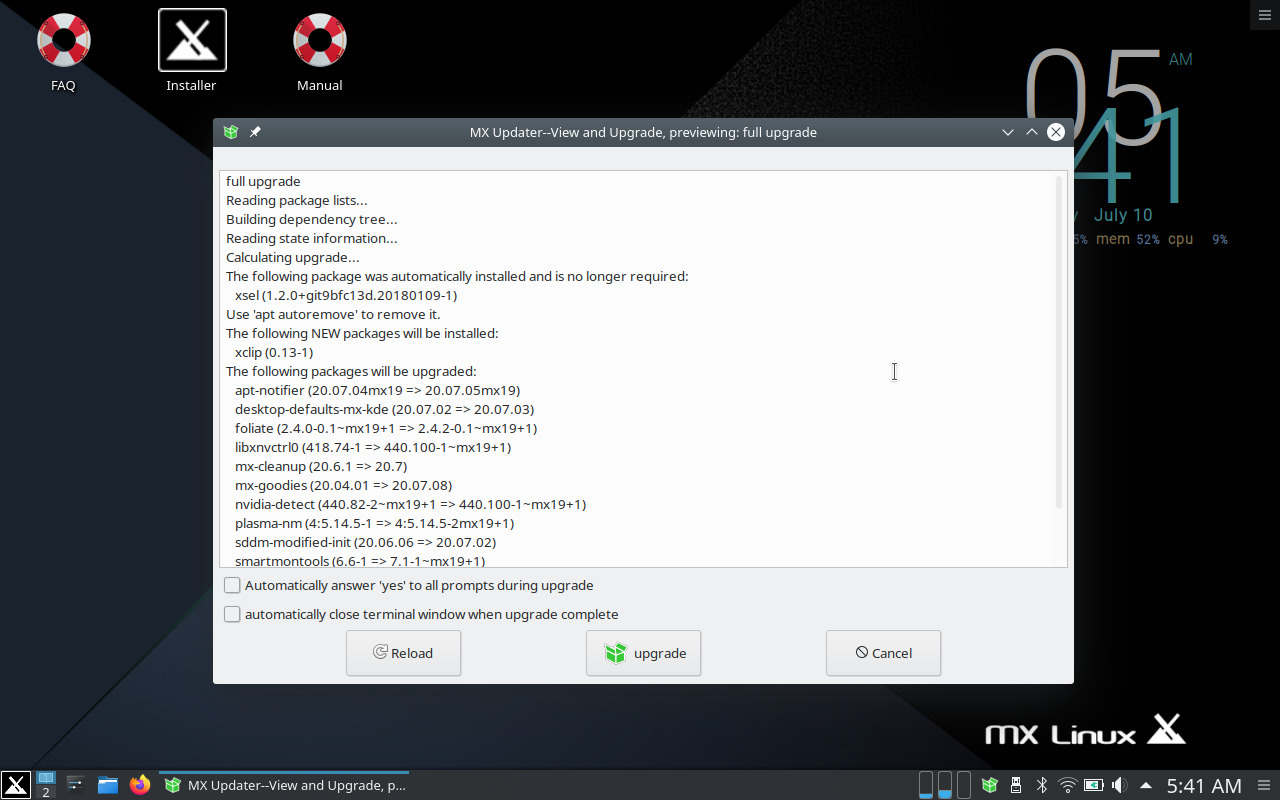 FAQ
Installer
Manual
05 AM
41
July 10
5% mem 52% cpu 9%
MX Updater--View and Upgrade, previewing: full upgrade
full upgrade
Reading package lists...
Building dependency tree...
Reading state information...
Calculating upgrade...
The following package was automatically installed and is no longer required:
xsel (1.2.0+git9bfc13d.20180109-1)
Use 'apt autoremove' to remove it.
The following NEW packages will be installed:
xclip (0.13-1)
The following packages will be upgraded:
apt-notifier (20.07.04mx19 => 20.07.05mx19)
desktop-defaults-mx-kde (20.07.02 => 20.07.03)
foliate (2.4.0-0.1~mx19+1 => 2.4.2-0.1~mx19+1)
libxnvctrl0 (418.74-1 => 440.100-1~mx19+1)
mx-cleanup (20.6.1 => 20.7)
mx-goodies (20.04.01 => 20.07.08)
nvidia-detect (440.82-2~mx19+1 => 440.100-1~mx19+1)
plasma-nm (4:5.14.5-1 => 4:5.14.5-2mx19+1)
sddm-modified-init (20.06.06 => 20.07.02)
smartmontools (6.6-1 => 7.1-1~mx19+1)
Automatically answer 'yes' to all prompts during upgrade
automatically close terminal window when upgrade complete
Reload
upgrade
Cancel
MX Linux
2
MX Updater--View and Upgrade, p...
5:41 AM